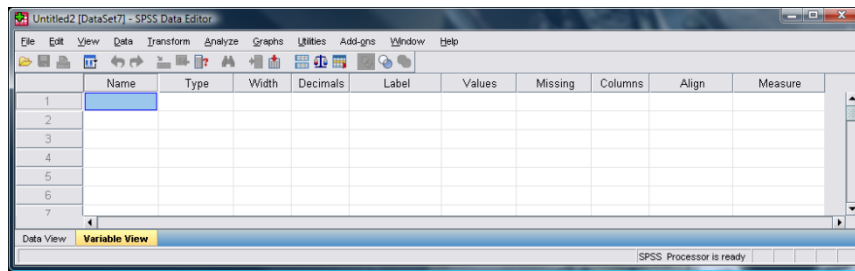 Untitled2 [DataSet7] - SPSS Data Editor
File Edit View Data Transform Analyze Graphs Utilities Add-ons Window Help
Name Type Width Decimals Label Values Missing Columns Align Measure
1
2
3
4
5
6
7
Data View Variable View
SPSS Processor is ready